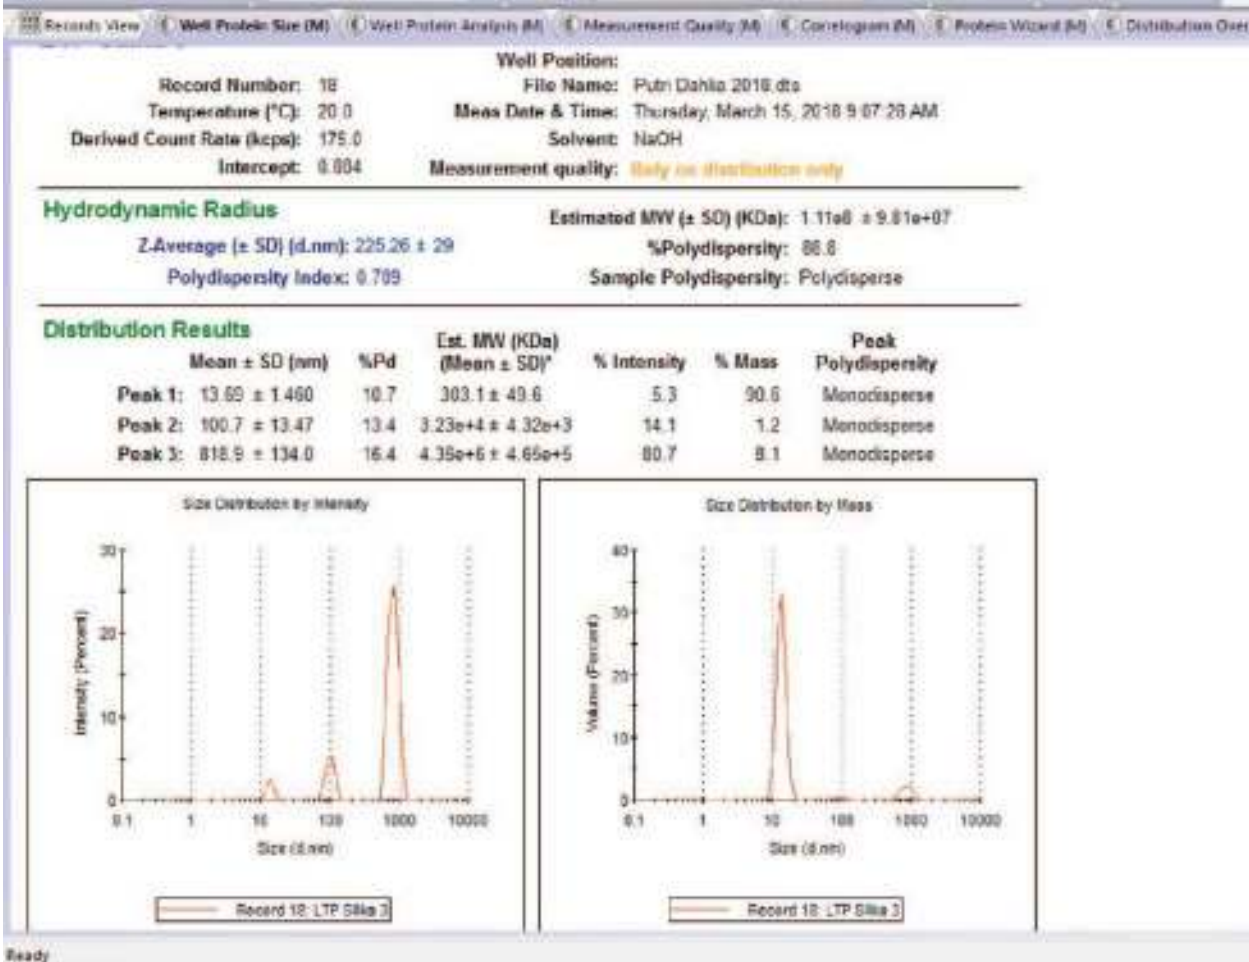 Records View Well Protein Size (M) Well Protein Analysis (M) Measurement Quality (M) Correlogram (M) Protein Wizard (M) Distribution Over
Well Position:
Record Number: 18 File Name: Putri Dahlia 2018.dts
Temperature (°C): 20.0 Meas Date & Time: Thursday, March 15, 2018 9:07:28 AM
Derived Count Rate (kcps): 175.0 Solvent: NaOH
Intercept: Measurement quality: Rely on distribution only
Hydrodynamic Radius Estimated MW (± SD) (KDa): 1.11e8 ± 9.81e+07
Z-Average (± SD) (d.nm): 225.26 ± 29 %Polydispersity: 88.8
Polydispersity Index: 0.789 Sample Polydispersity: Polydisperse
Distribution Results
Mean ± SD (nm) %Pd Est. MW (KDa) (Mean ± SD)* % Intensity % Mass Peak Polydispersity
Peak 1: 13.69 ± 1.460 10.7 303.1 ± 49.6 5.3 90.6 Monodisperse
Peak 2: 100.7 ± 13.47 13.4 3.23e+4 ± 4.32e+3 14.1 1.2 Monodisperse
Peak 3: 818.9 ± 134.0 16.4 4.36e+6 ± 4.65e+5 80.7 8.1 Monodisperse
Size Distribution by Intensity
30
20
10
0
Intensity (Percent)
0.1 1 10 100 1000 10000
Size (d.nm)
Record 18: LTP Silika 3
Size Distribution by Mass
40
30
20
10
0
Volume (Percent)
0.1 1 10 100 1000 10000
Size (d.nm)
Record 18: LTP Silika 3
Ready